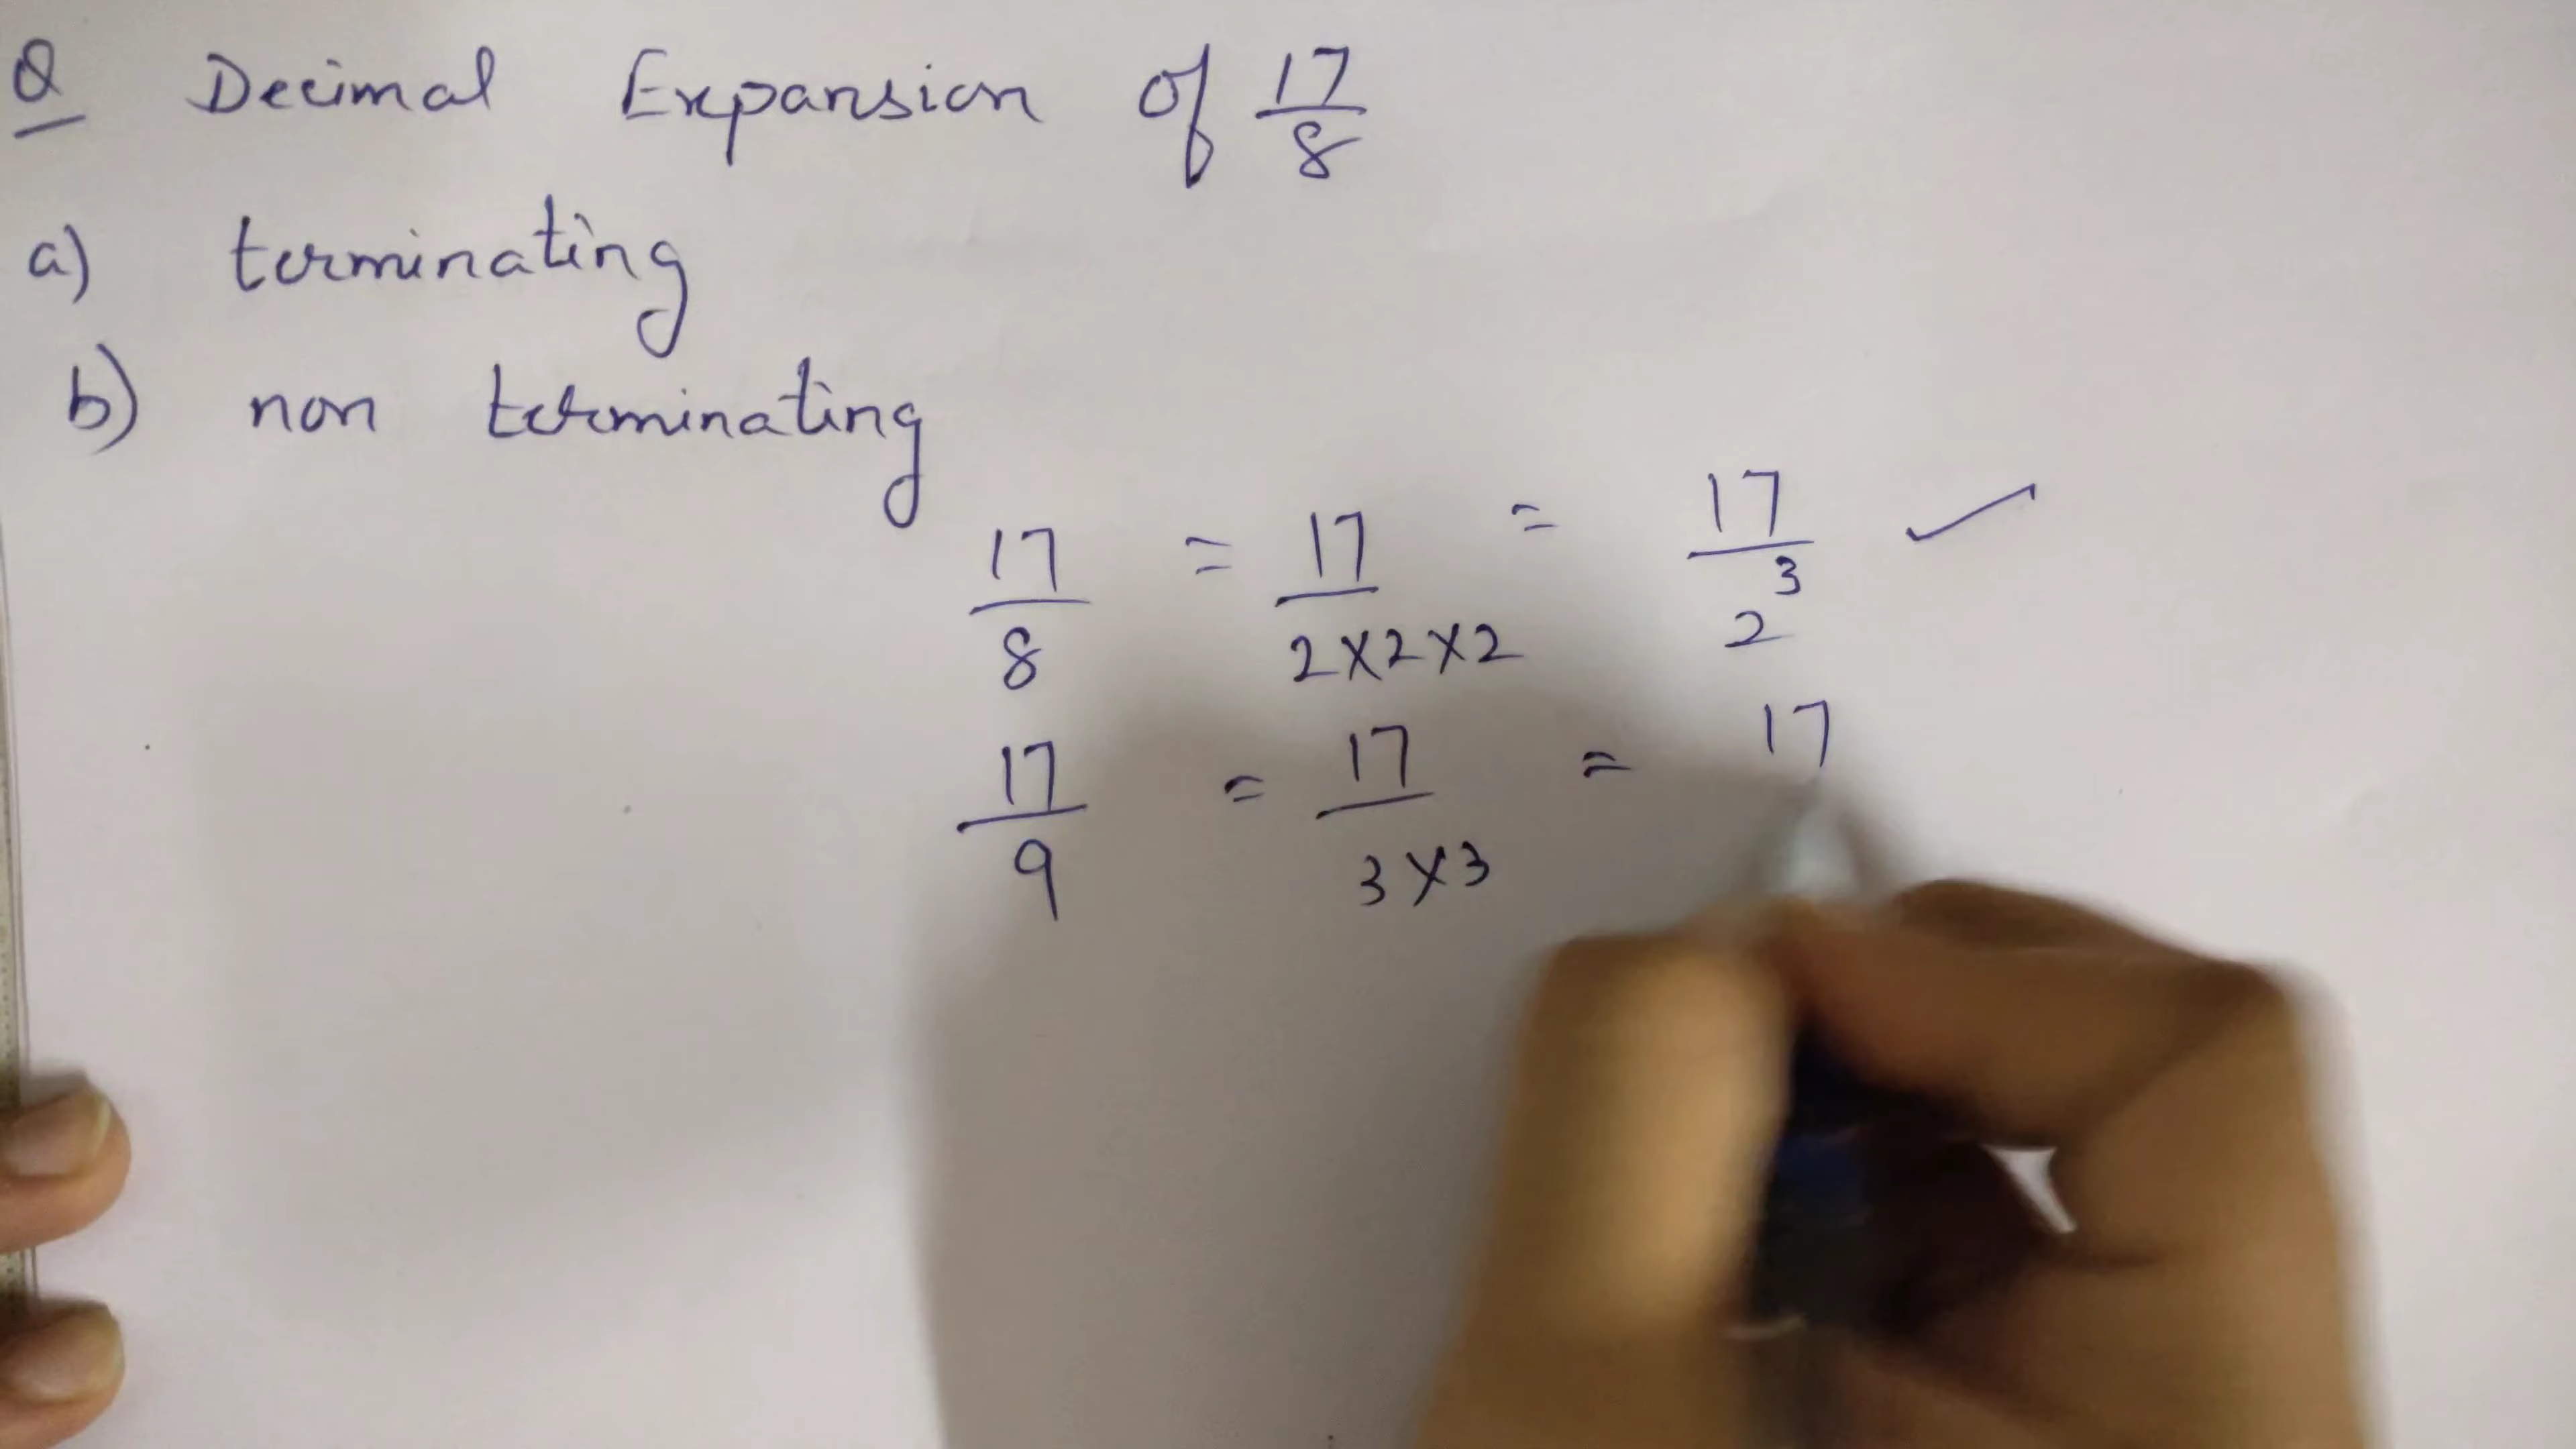 Q Decimal Expansion of 17/8
a) terminating
b) non terminating
17/8 = 17/2×2×2 = 17/2³ ✓
17/9 = 17/3×3 = 17